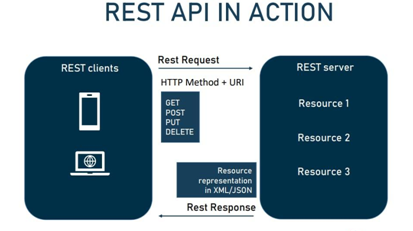 REST API IN ACTION
REST clients
Rest Request
HTTP Method + URI
GET
POST
PUT
DELETE
REST server
Resource 1
Resource 2
Resource 3
Resource
representation
in XML/JSON
Rest Response